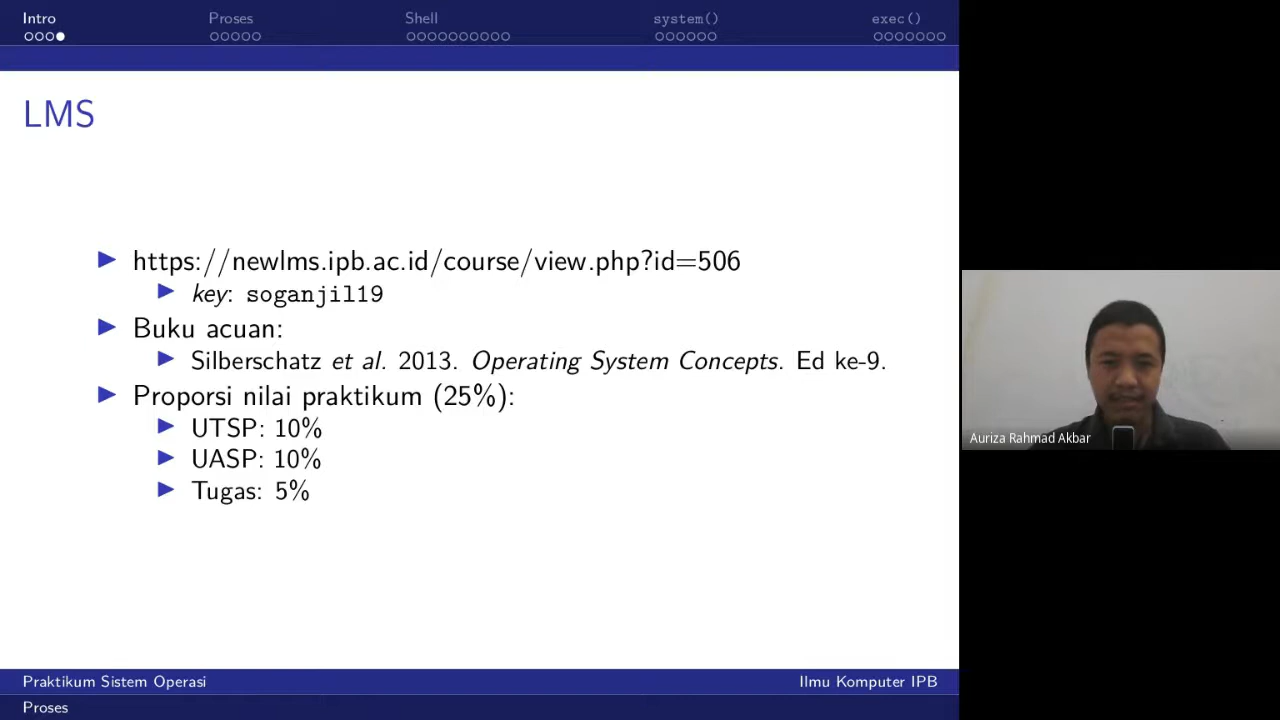 Intro
Proses
Shell
system()
exec()
LMS
https://newlms.ipb.ac.id/course/view.php?id=506
key: soganjil19
Buku acuan:
Silberschatz et al. 2013. Operating System Concepts. Ed ke-9.
Proporsi nilai praktikum (25%):
UTSP: 10%
UASP: 10%
Tugas: 5%
Auriza Rahmad Akbar
Praktikum Sistem Operasi
Ilmu Komputer IPB
Proses